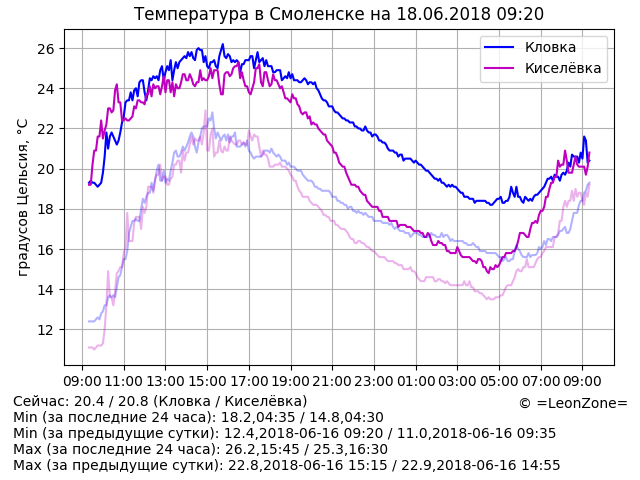 Температура в Смоленске на 18.06.2018 09:20
Кловка
Киселёвка
градусов Цельсия, °C
26
24
22
20
18
16
14
12
09:00 11:00 13:00 15:00 17:00 19:00 21:00 23:00 01:00 03:00 05:00 07:00 09:00
Сейчас: 20.4 / 20.8 (Кловка / Киселёвка)
© =LeonZone=
Min (за последние 24 часа): 18.2,04:35 / 14.8,04:30
Min (за предыдущие сутки): 12.4,2018-06-16 09:20 / 11.0,2018-06-16 09:35
Max (за последние 24 часа): 26.2,15:45 / 25.3,16:30
Max (за предыдущие сутки): 22.8,2018-06-16 15:15 / 22.9,2018-06-16 14:55